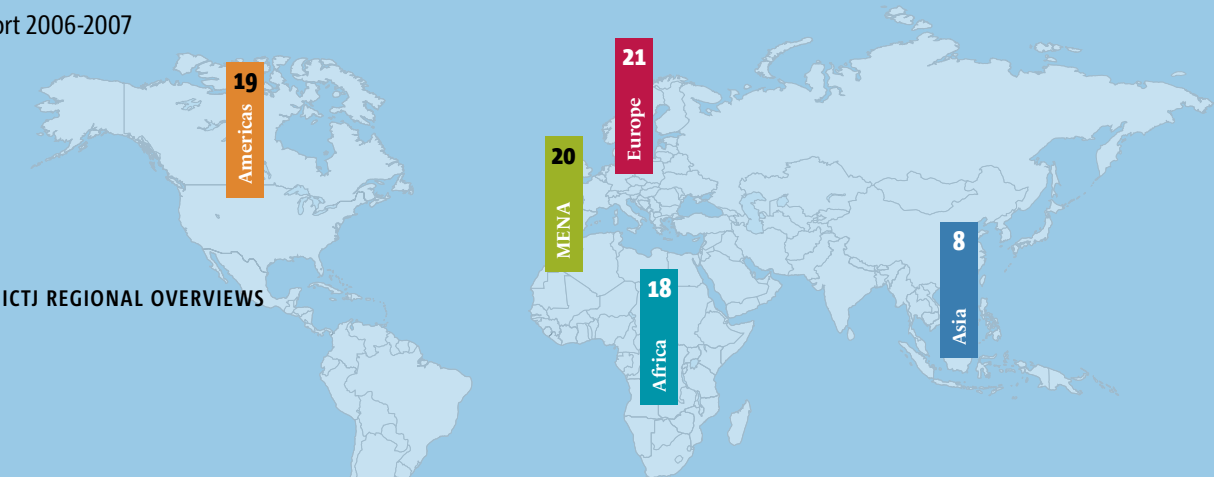 ort 2006-2007
19
Americas
21
Europe
20
MENA
8
Asia
18
Africa
ICTJ REGIONAL OVERVIEWS